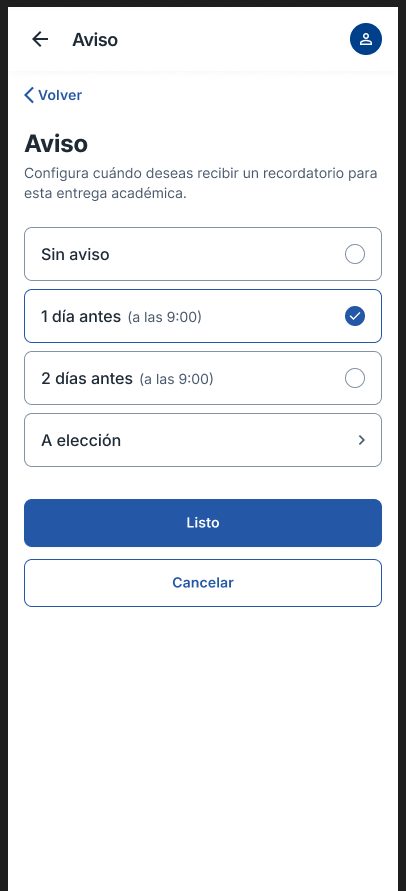 Aviso
Volver
Aviso
Configura cuándo deseas recibir un recordatorio para
esta entrega académica.
Sin aviso
1 día antes (a las 9:00)
2 días antes (a las 9:00)
A elección
Listo
Cancelar